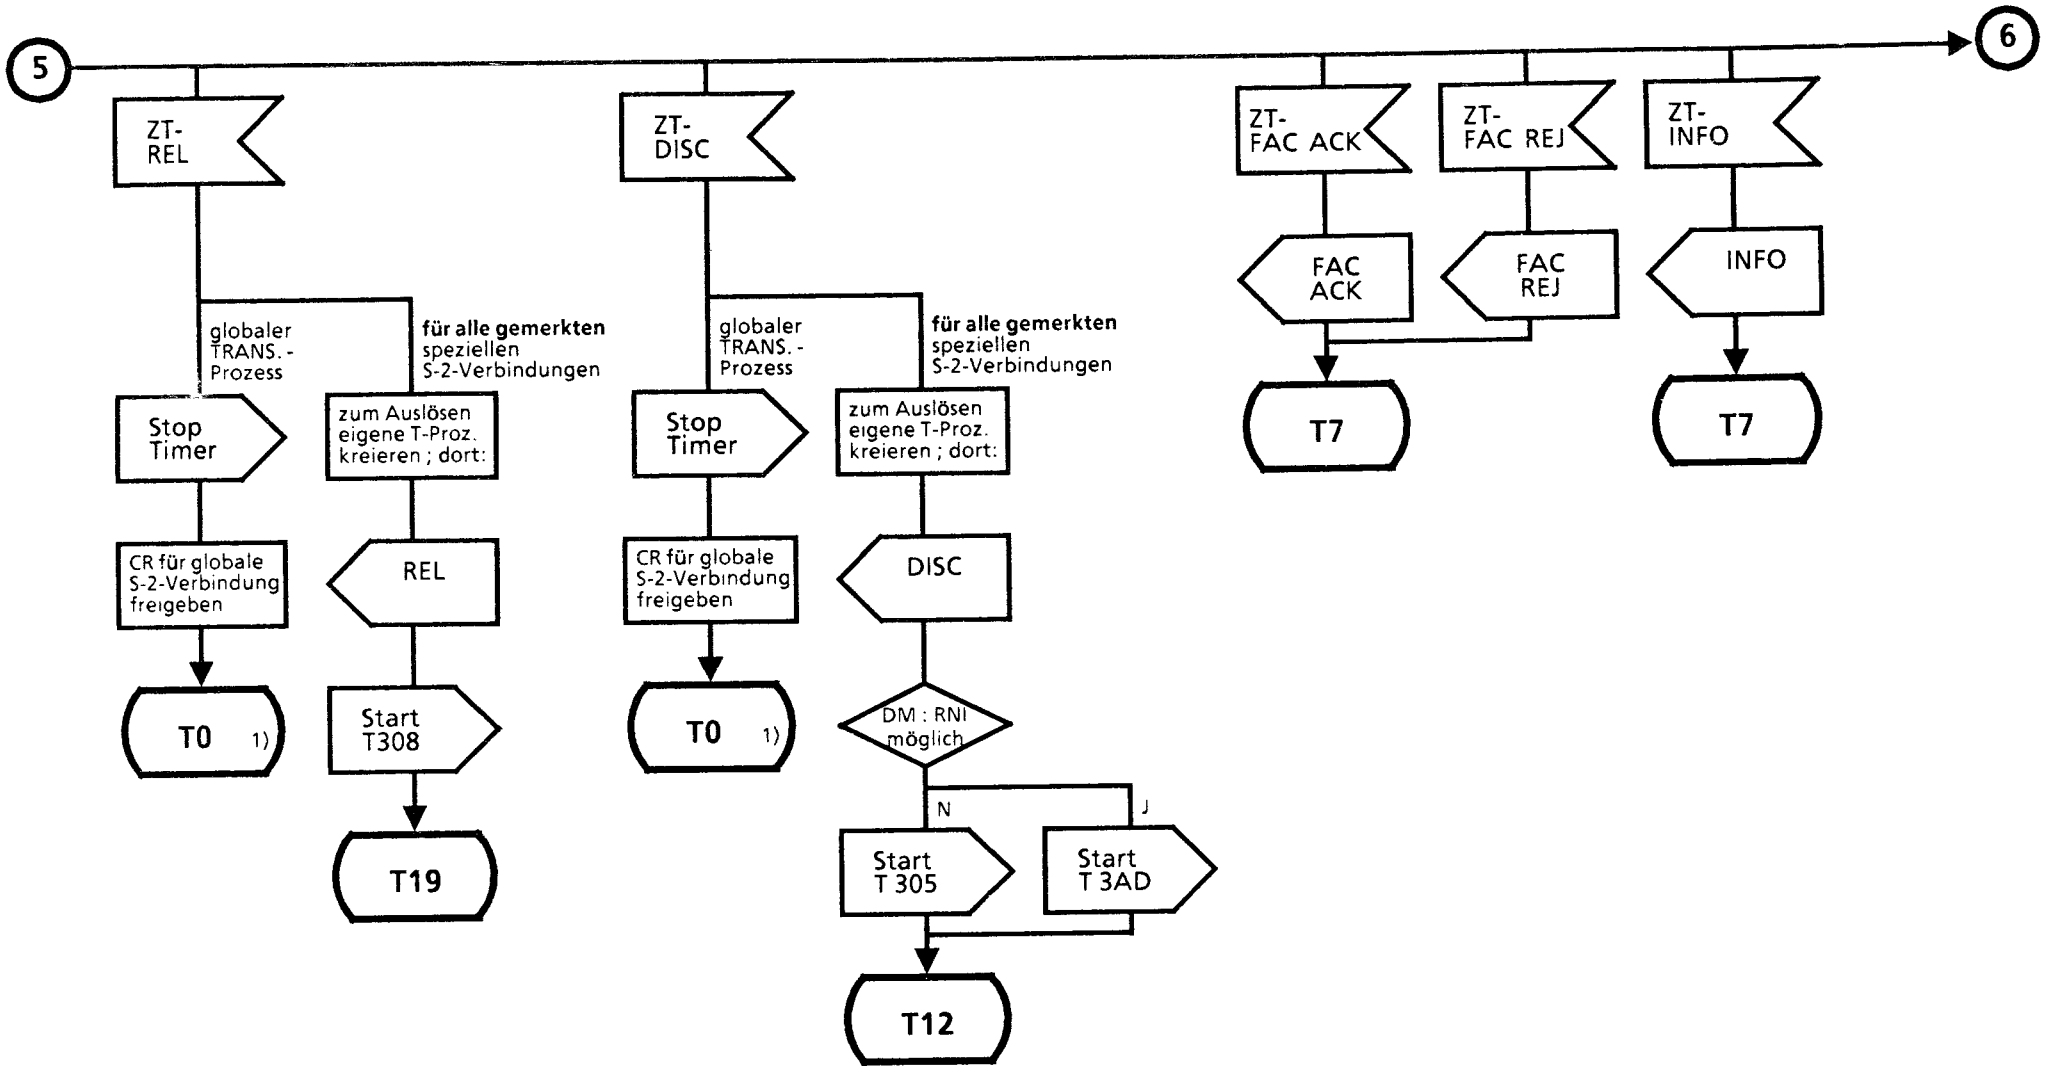 5
6
ZT-
REL
globaler
TRANS. -
Prozess
für alle gemerkten
speziellen
S-2-Verbindungen
Stop
Timer
zum Auslösen
eigene T-Proz.
kreieren ; dort:
CR für globale
S-2-Verbindung
freigeben
REL
T0 1)
Start
T308
T19
ZT-
DISC
globaler
TRANS. -
Prozess
für alle gemerkten
speziellen
S-2-Verbindungen
Stop
Timer
zum Auslösen
eigene T-Proz.
kreieren ; dort:
CR für globale
S-2-Verbindung
freigeben
DISC
T0 1)
DM : RNI
möglich
N
J
Start
T 305
Start
T 3AD
T12
ZT-
FAC ACK
FAC
ACK
ZT-
FAC REJ
FAC
REJ
T7
ZT-
INFO
INFO
T7